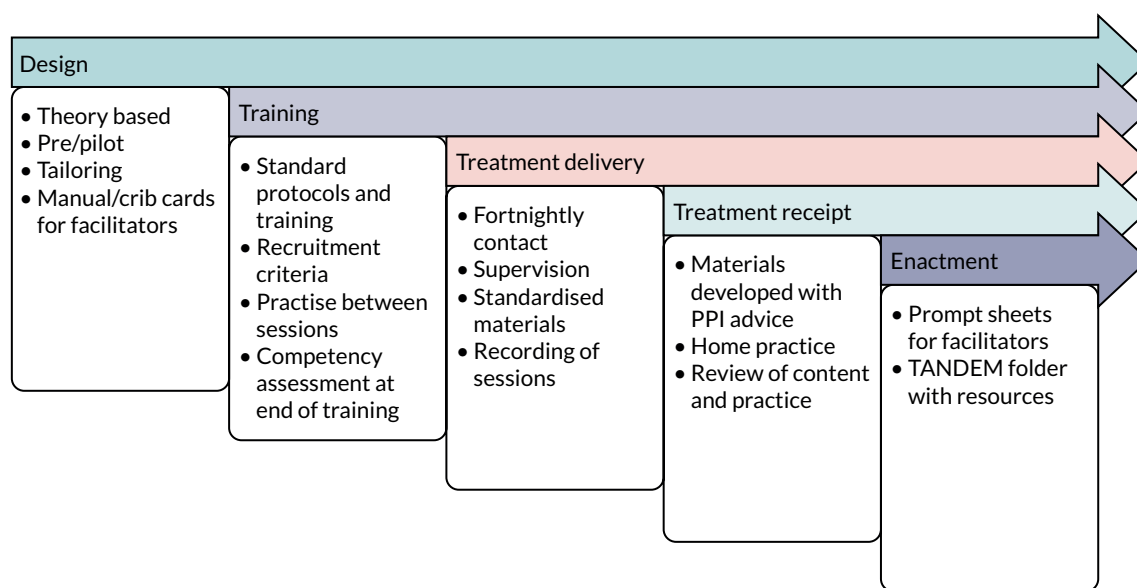 Design
• Theory based
• Pre/pilot
• Tailoring
• Manual/crib cards
for facilitators
Training
• Standard
protocols and
training
• Recruitment
criteria
• Practise between
sessions
• Competency
assessment at
end of training
Treatment delivery
• Fortnightly
contact
• Supervision
• Standardised
materials
• Recording of
sessions
Treatment receipt
• Materials
developed with
PPI advice
• Home practice
• Review of content
and practice
Enactment
• Prompt sheets
for facilitators
• TANDEM folder
with resources